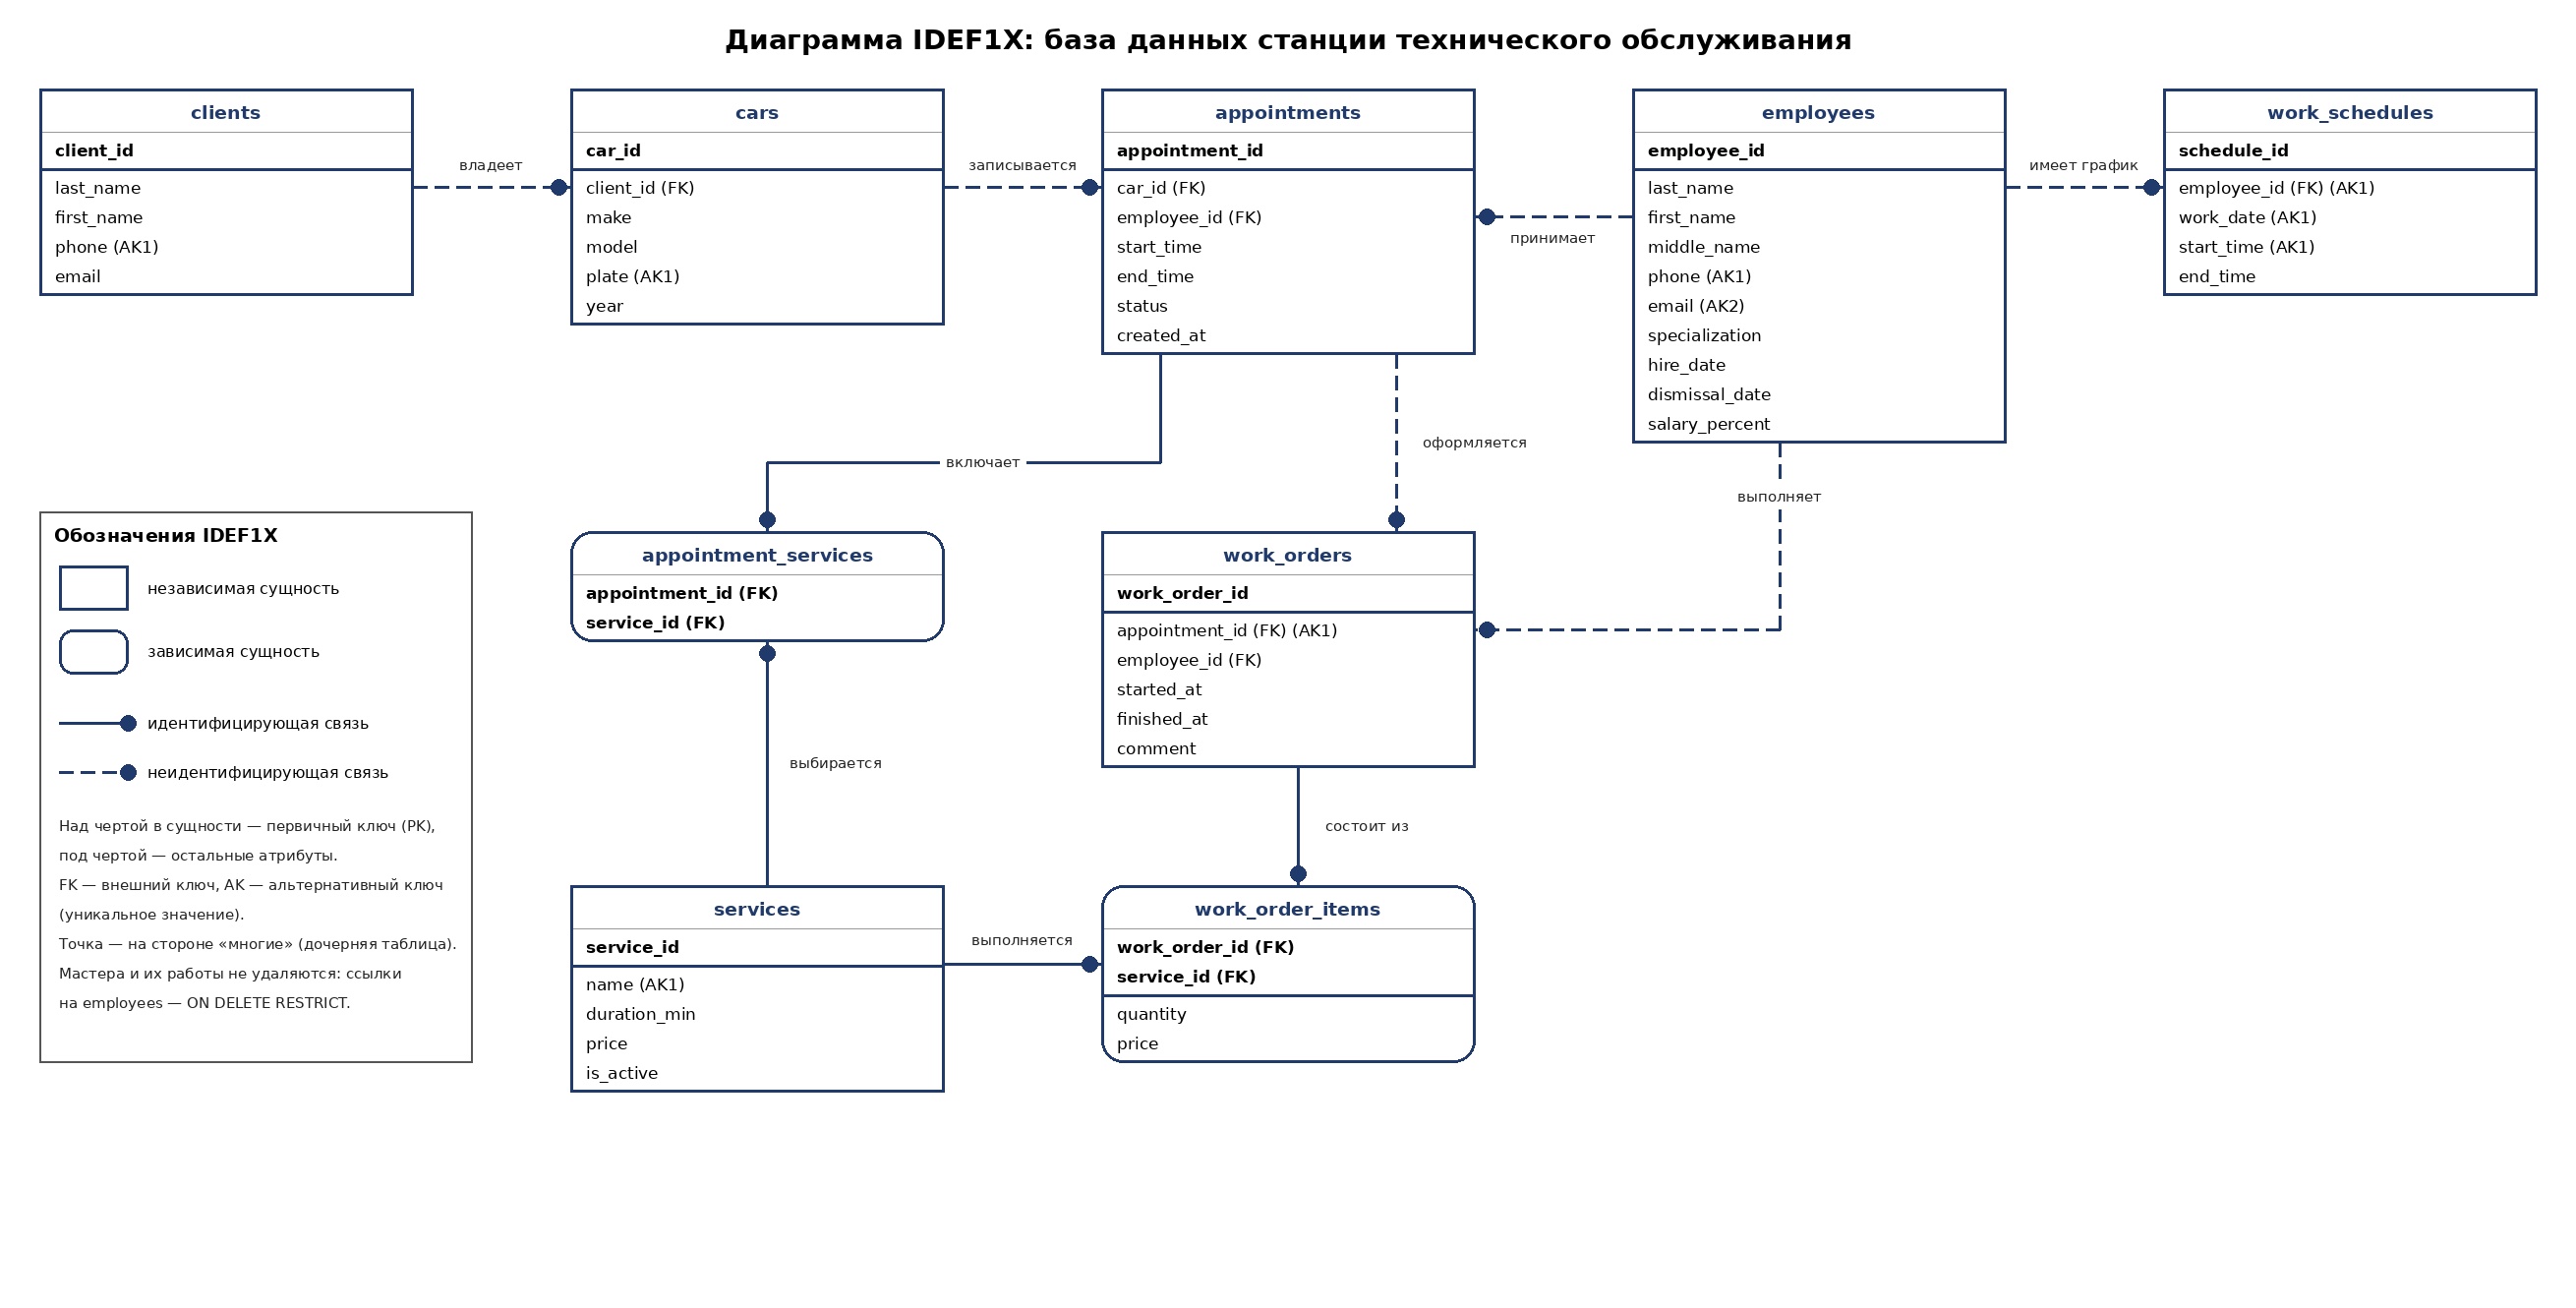 Диаграмма IDEF1X: база данных станции технического обслуживания
clients
client_id
last_name
first_name
phone (AK1)
email
владеет
cars
car_id
client_id (FK)
make
model
plate (AK1)
year
записывается
appointments
appointment_id
car_id (FK)
employee_id (FK)
start_time
end_time
status
created_at
принимает
employees
employee_id
last_name
first_name
middle_name
phone (AK1)
email (AK2)
specialization
hire_date
dismissal_date
salary_percent
имеет график
work_schedules
schedule_id
employee_id (FK) (AK1)
work_date (AK1)
start_time (AK1)
end_time
включает
оформляется
выполняет
Обозначения IDEF1X
независимая сущность
зависимая сущность
идентифицирующая связь
неидентифицирующая связь
Над чертой в сущности — первичный ключ (PK),
под чертой — остальные атрибуты.
FK — внешний ключ, AK — альтернативный ключ
(уникальное значение).
Точка — на стороне «многие» (дочерняя таблица).
Мастера и их работы не удаляются: ссылки
на employees — ON DELETE RESTRICT.
appointment_services
appointment_id (FK)
service_id (FK)
work_orders
work_order_id
appointment_id (FK) (AK1)
employee_id (FK)
started_at
finished_at
comment
выбирается
состоит из
services
service_id
name (AK1)
duration_min
price
is_active
выполняется
work_order_items
work_order_id (FK)
service_id (FK)
quantity
price